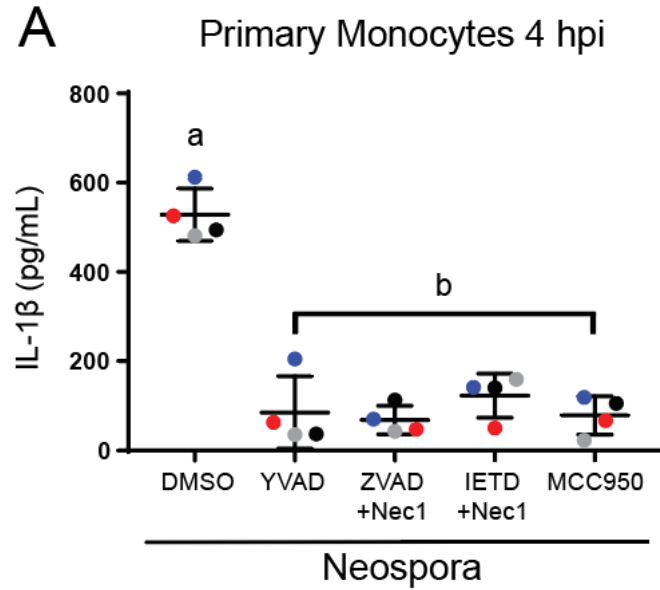 A
Primary Monocytes 4 hpi
IL-1β (pg/mL)
800
600
400
200
0
a
b
DMSO
YVAD
ZVAD
+Nec1
IETD
+Nec1
MCC950
Neospora